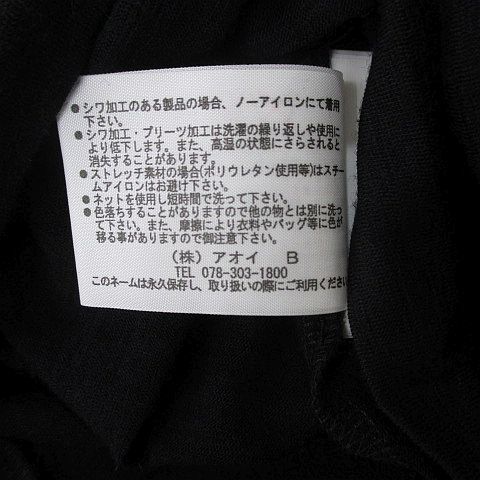 ●シワ加工のある製品の場合、ノーアイロンにて着用
下さい。
●シワ加工・プリーツ加工は洗濯の繰り返しや使用に
より低下します。また、高温の状態にさらされると
消失することがあります。
●ストレッチ素材の場合(ポリウレタン使用等)はスチー
ムアイロンはお避け下さい。
●ネットを使用し短時間で洗って下さい。
●色落ちすることがありますので他の物とは別に洗っ
て下さい。また、摩擦により衣料やバッグ等に色が
移る事がありますので御注意下さい。
(株) アオイ B
TEL 078-303-1800
このネームは永久保存し、取り扱いの際にご利用ください